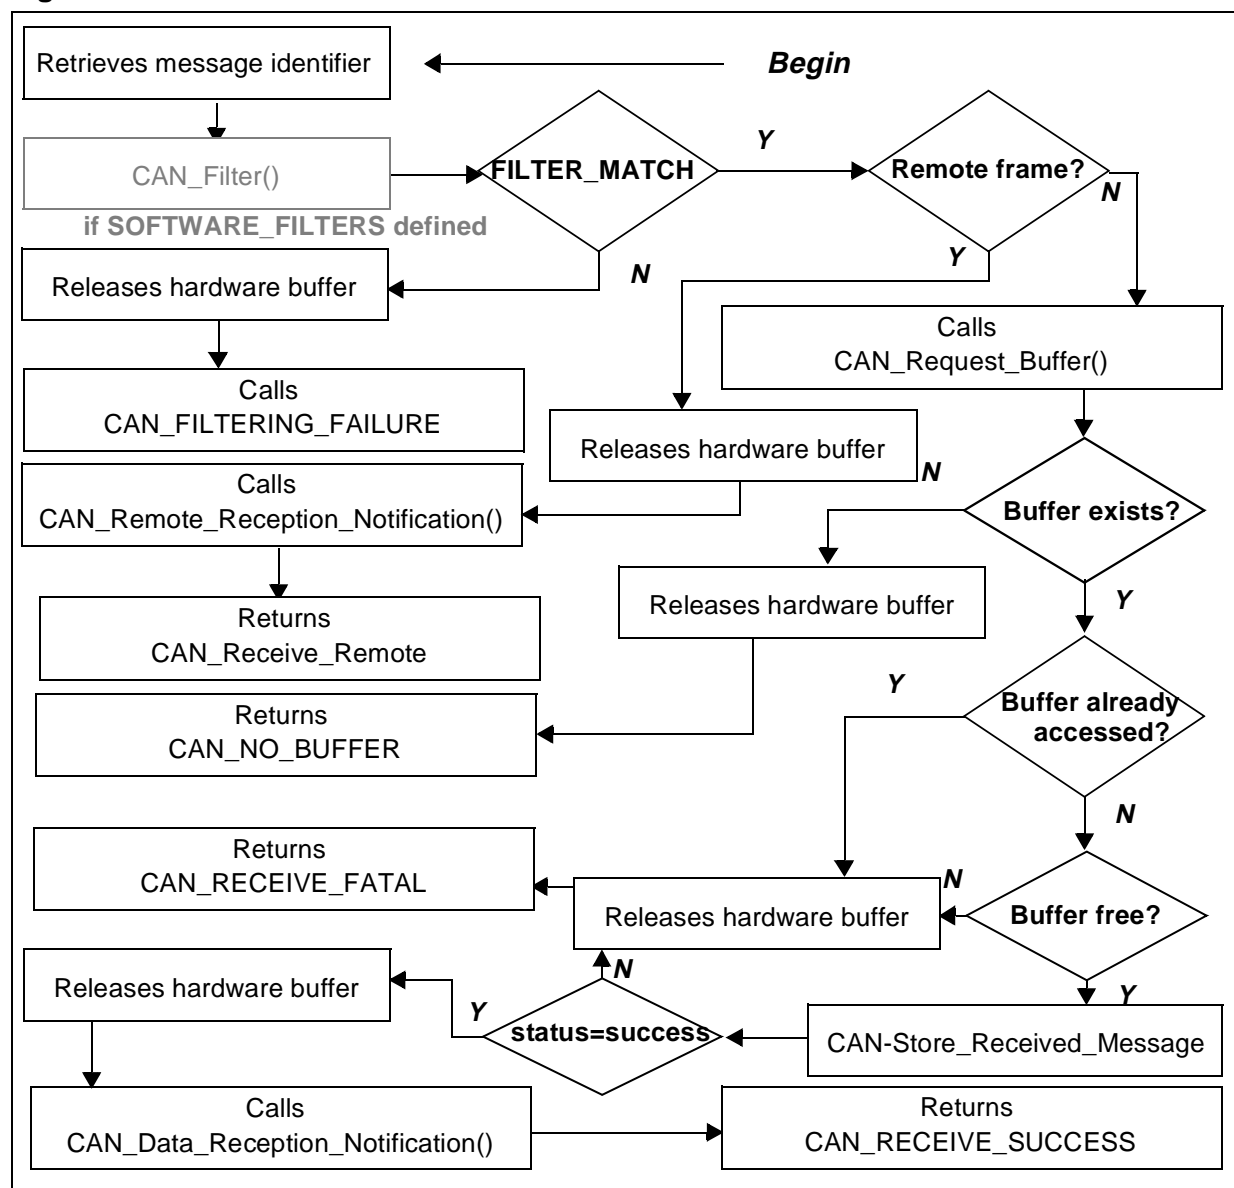 Retrieves message identifier
Begin
CAN_Filter()
if SOFTWARE_FILTERS defined
FILTER_MATCH
Y
Remote frame?
N
Y
N
Releases hardware buffer
Calls
CAN_Request_Buffer()
Calls
CAN_FILTERING_FAILURE
Releases hardware buffer
N
Buffer exists?
Calls
CAN_Remote_Reception_Notification()
Releases hardware buffer
Y
Returns
CAN_Receive_Remote
Y
Buffer already
accessed?
Returns
CAN_NO_BUFFER
N
Returns
CAN_RECEIVE_FATAL
Releases hardware buffer
N
Buffer free?
Releases hardware buffer
N
Y
Y
status=success
CAN-Store_Received_Message
Calls
CAN_Data_Reception_Notification()
Returns
CAN_RECEIVE_SUCCESS